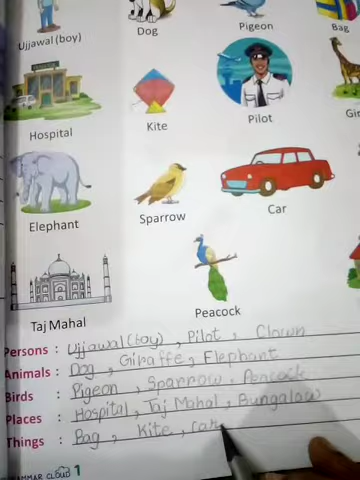 Ujjawal (boy) Dog Pigeon Bag
Hospital Kite Pilot
Elephant Sparrow Car
Taj Mahal Peacock
Persons : Ujjawal (boy), Pilot, Clown
Animals : Dog, Giraffe, Elephant
Birds : Pigeon, Sparrow, Peacock
Places : Hospital, Taj Mahal, Bungalow
Things : Bag, Kite, Car
1